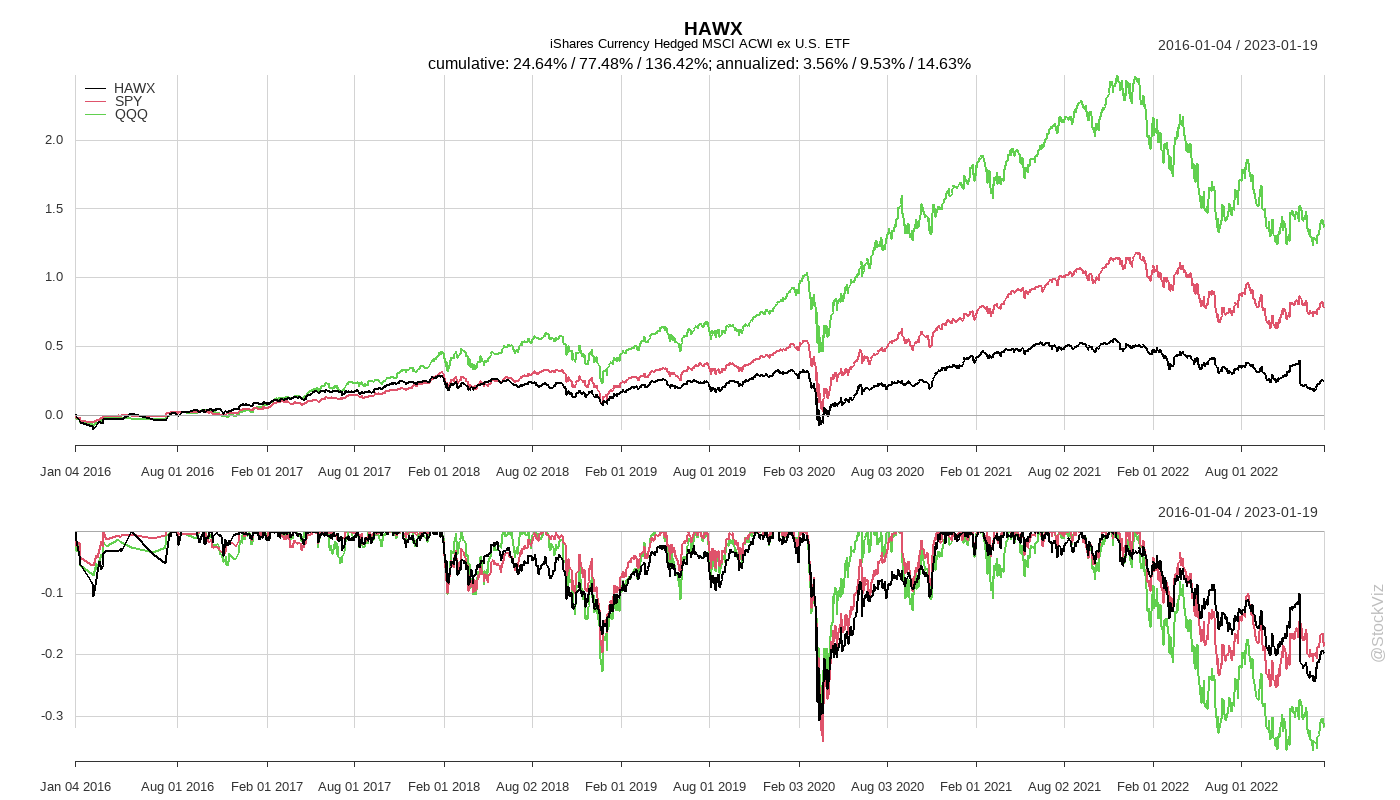 HAWX
iShares Currency Hedged MSCI ACWI ex U.S. ETF
2016-01-04 / 2023-01-19
cumulative: 24.64% / 77.48% / 136.42%; annualized: 3.56% / 9.53% / 14.63%
HAWX
SPY
QQQ
2.0
1.5
1.0
0.5
0.0
Jan 04 2016 Aug 01 2016 Feb 01 2017 Aug 01 2017 Feb 01 2018 Aug 02 2018 Feb 01 2019 Aug 01 2019 Feb 03 2020 Aug 03 2020 Feb 01 2021 Aug 02 2021 Feb 01 2022 Aug 01 2022
2016-01-04 / 2023-01-19
-0.1
-0.2
-0.3
Jan 04 2016 Aug 01 2016 Feb 01 2017 Aug 01 2017 Feb 01 2018 Aug 02 2018 Feb 01 2019 Aug 01 2019 Feb 03 2020 Aug 03 2020 Feb 01 2021 Aug 02 2021 Feb 01 2022 Aug 01 2022
@StockViz